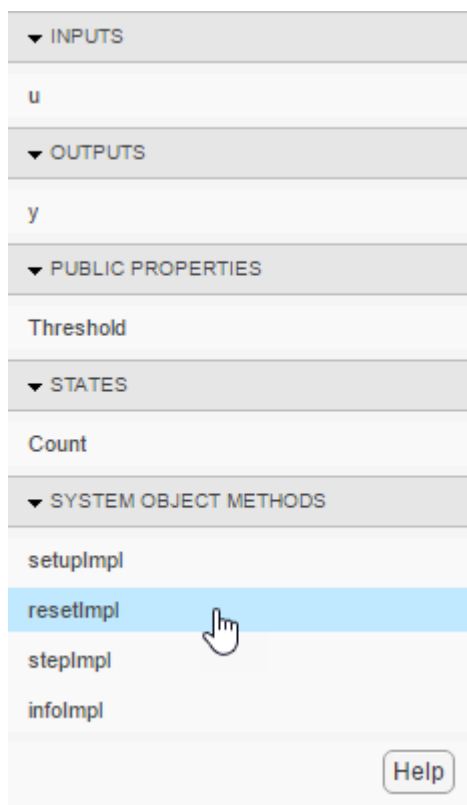 INPUTS
u
OUTPUTS
y
PUBLIC PROPERTIES
Threshold
STATES
Count
SYSTEM OBJECT METHODS
setupImpl
resetImpl
stepImpl
infoImpl
Help